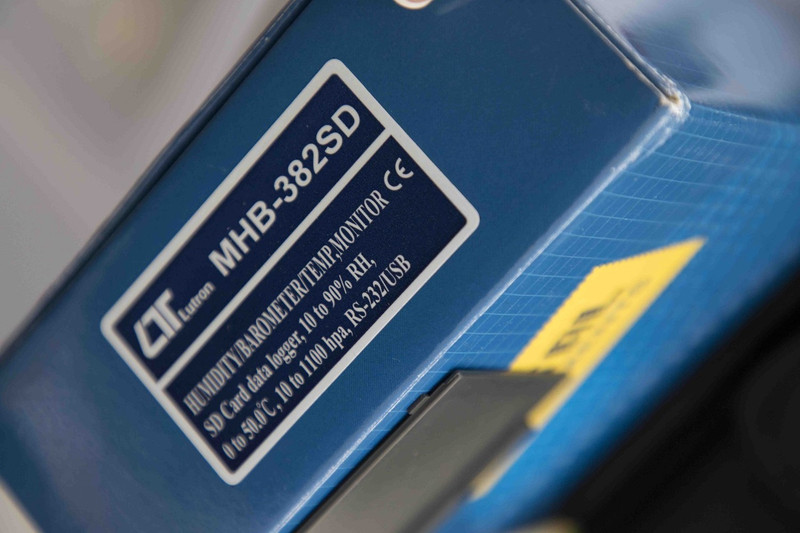 Lutron MHB-382SD
HUMIDITY/BAROMETER/TEMP,MONITOR CE
SD Card data logger, 10 to 90% RH,
0 to 50.0℃, 10 to 1100 hpa, RS-232/USB